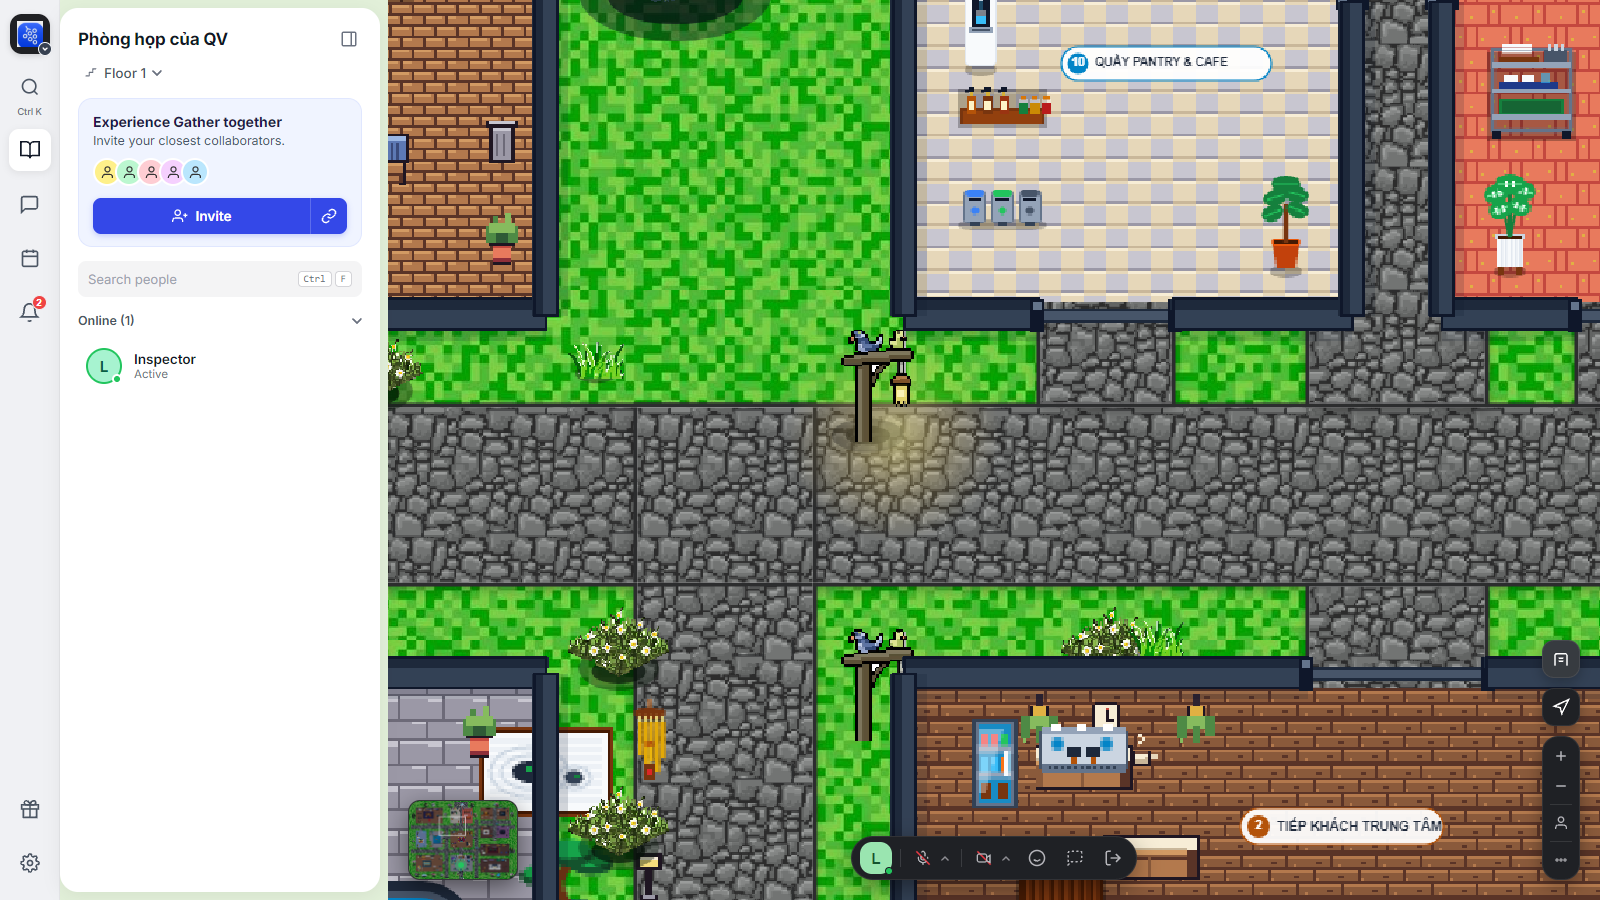 Phòng họp của QV
Floor 1
Ctrl K
Experience Gather together
Invite your closest collaborators.
Invite
Search people
Ctrl F
2
Online (1)
L
Inspector
Active
10 QUẦY PANTRY & CAFE
2 TIẾP KHÁCH TRUNG TÂM
L